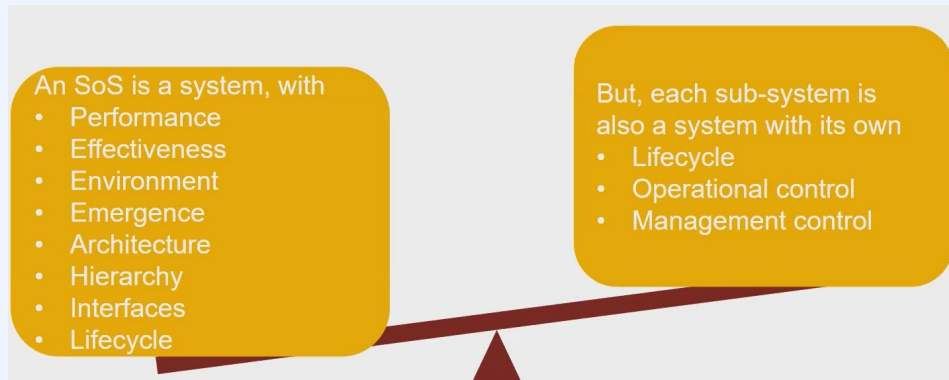 An SoS is a system, with
• Performance
• Effectiveness
• Environment
• Emergence
• Architecture
• Hierarchy
• Interfaces
• Lifecycle
But, each sub-system is
also a system with its own
• Lifecycle
• Operational control
• Management control